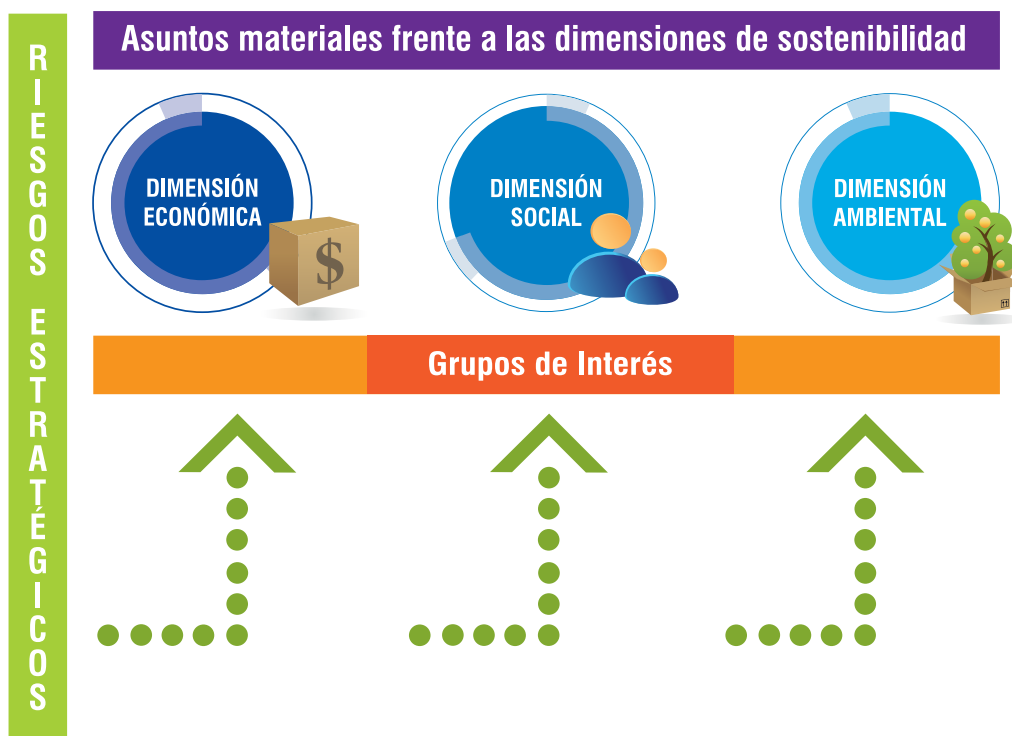 RIESGOS ESTRATÉGICOS
Asuntos materiales frente a las dimensiones de sostenibilidad
DIMENSIÓN
ECONÓMICA
$
DIMENSIÓN
SOCIAL
DIMENSIÓN
AMBIENTAL
Grupos de Interés